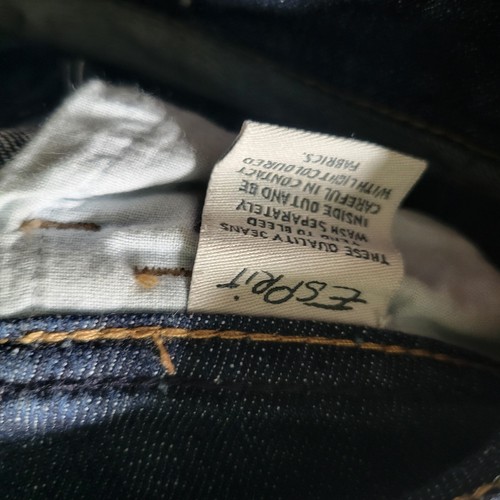 ESPRIT
THESE QUALITY JEANS
TEND TO BLEED
WASH SEPARATELY
INSIDE OUT AND BE
CAREFUL IN CONTACT
WITH LIGHT COLOURED
FABRICS.